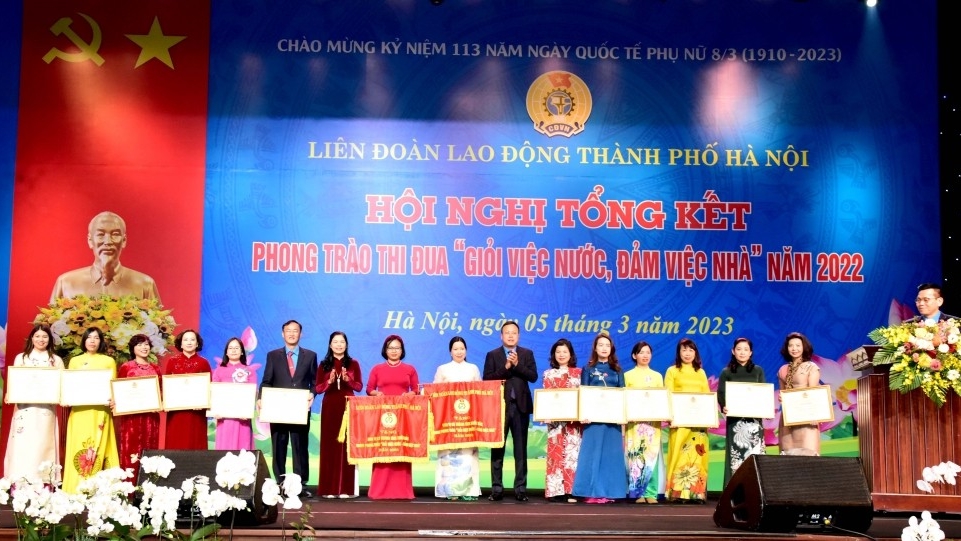 CHÀO MỪNG KỶ NIỆM 113 NĂM NGÀY QUỐC TẾ PHỤ NỮ 8/3 (1910-2023)
CĐVN
LIÊN ĐOÀN LAO ĐỘNG THÀNH PHỐ HÀ NỘI
HỘI NGHỊ TỔNG KẾT
PHONG TRÀO THI ĐUA "GIỎI VIỆC NƯỚC, ĐẢM VIỆC NHÀ" NĂM 2022
Hà Nội, ngày 05 tháng 3 năm 2023